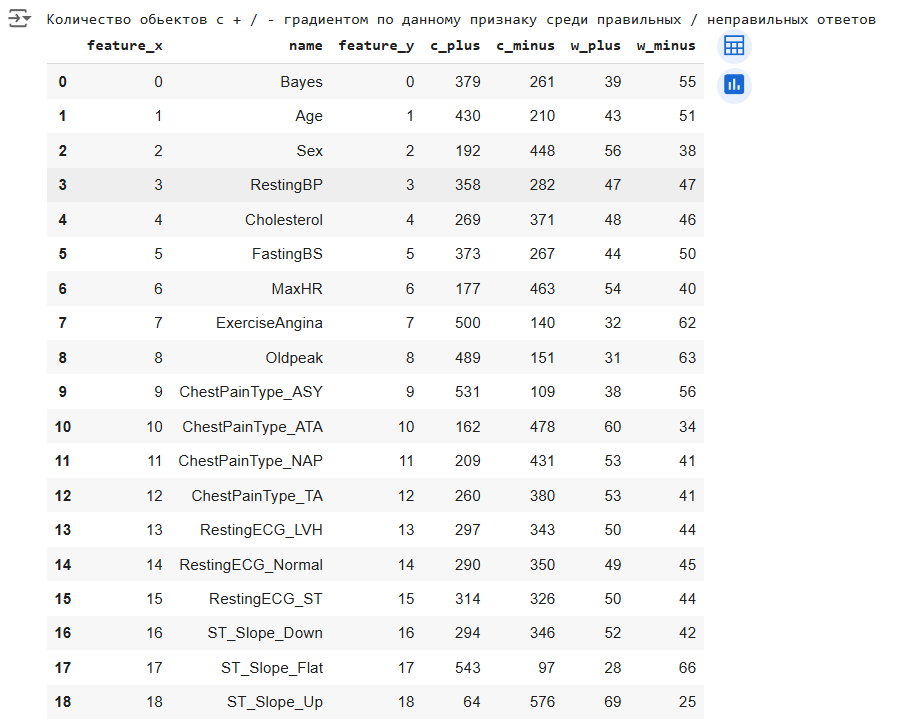 Количество обьектов с + / - градиентом по данному признаку среди правильных / неправильных ответов
feature_x name feature_y c_plus c_minus w_plus w_minus
0 0 Bayes 0 379 261 39 55
1 1 Age 1 430 210 43 51
2 2 Sex 2 192 448 56 38
3 3 RestingBP 3 358 282 47 47
4 4 Cholesterol 4 269 371 48 46
5 5 FastingBS 5 373 267 44 50
6 6 MaxHR 6 177 463 54 40
7 7 ExerciseAngina 7 500 140 32 62
8 8 Oldpeak 8 489 151 31 63
9 9 ChestPainType_ASY 9 531 109 38 56
10 10 ChestPainType_ATA 10 162 478 60 34
11 11 ChestPainType_NAP 11 209 431 53 41
12 12 ChestPainType_TA 12 260 380 53 41
13 13 RestingECG_LVH 13 297 343 50 44
14 14 RestingECG_Normal 14 290 350 49 45
15 15 RestingECG_ST 15 314 326 50 44
16 16 ST_Slope_Down 16 294 346 52 42
17 17 ST_Slope_Flat 17 543 97 28 66
18 18 ST_Slope_Up 18 64 576 69 25